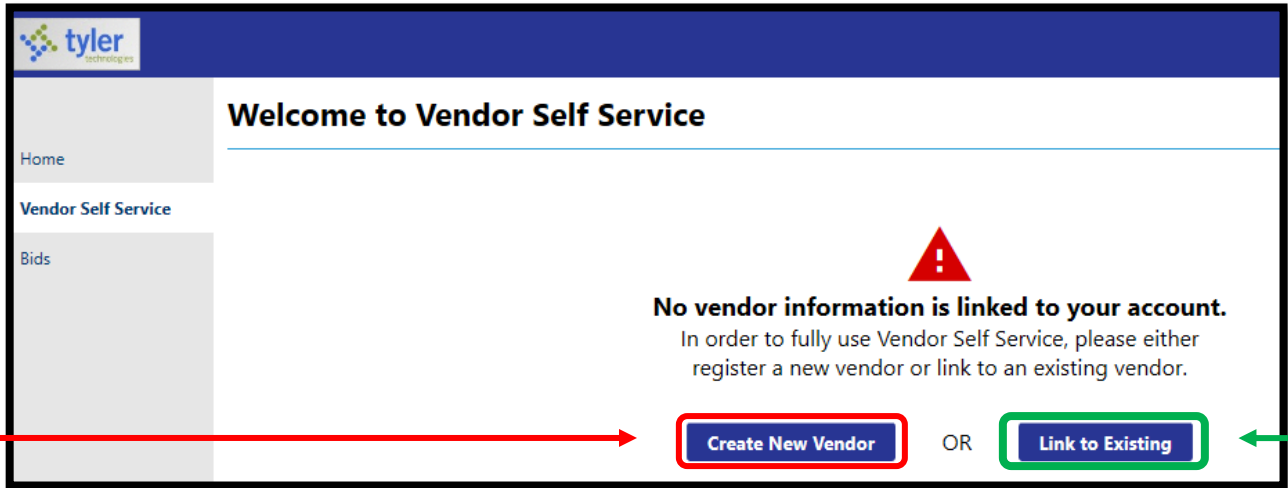 tyler
technologies
Welcome to Vendor Self Service
Home
Vendor Self Service
Bids
No vendor information is linked to your account.
In order to fully use Vendor Self Service, please either
register a new vendor or link to an existing vendor.
Create New Vendor OR Link to Existing